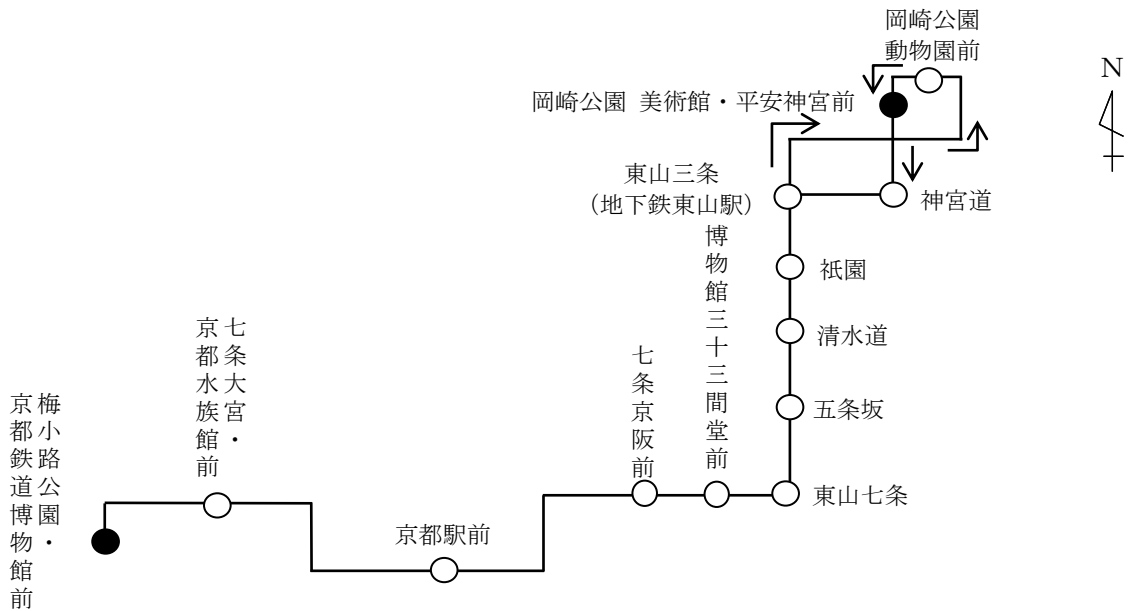 岡崎公園
動物園前
N
岡崎公園 美術館・平安神宮前
東山三条
（地下鉄東山駅）
神宮道
博物館三十三間堂前
祇園
清水道
七条大宮・
京都水族館前
七条京阪前
五条坂
梅小路公園・
京都鉄道博物館前
東山七条
京都駅前